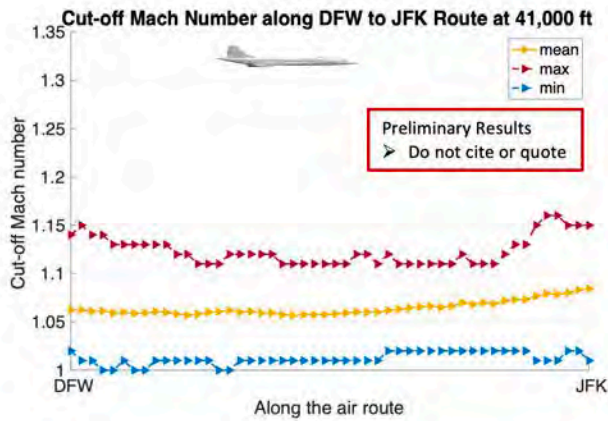 Cut-off Mach Number along DFW to JFK Route at 41,000 ft
1.35
mean
max
min
1.3
Preliminary Results
➢ Do not cite or quote
1.25
1.2
Cut-off Mach number
1.15
1.1
1.05
1
DFW
JFK
Along the air route